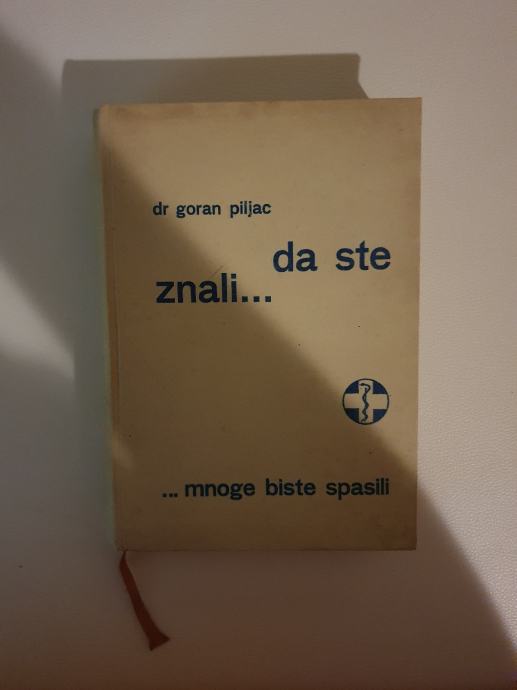 dr goran piljac
da ste
znali...
... mnoge biste spasili